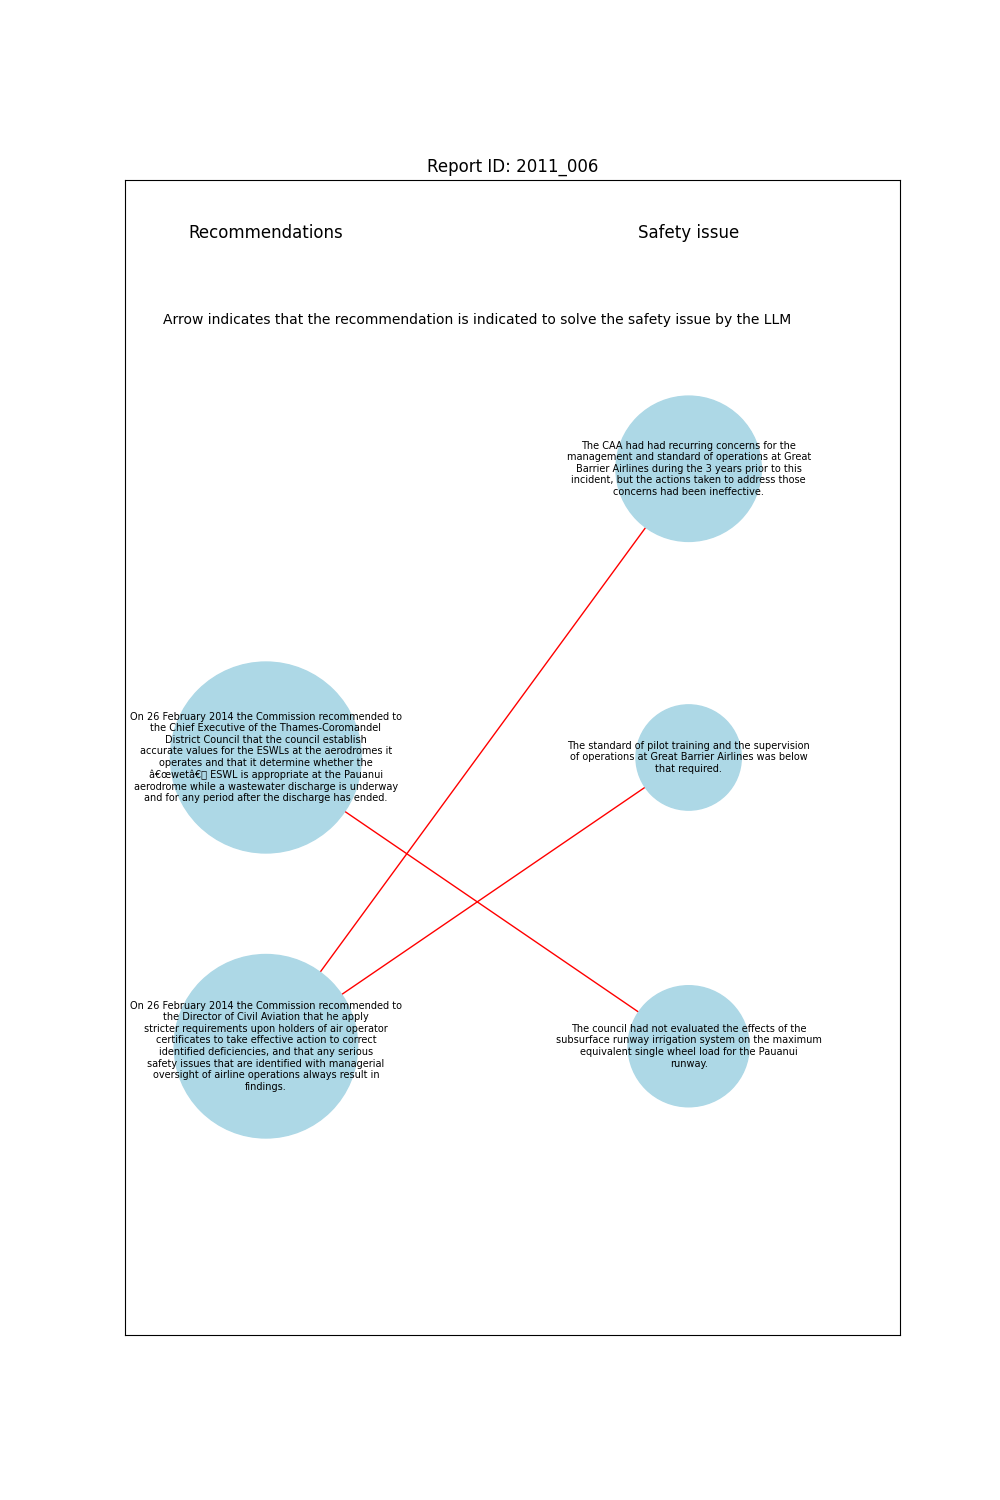 Report ID: 2011_006
Recommendations
Safety issue
Arrow indicates that the recommendation is indicated to solve the safety issue by the LLM
The CAA had had recurring concerns for the
management and standard of operations at Great
Barrier Airlines during the 3 years prior to this
incident, but the actions taken to address those
concerns had been ineffective.
On 26 February 2014 the Commission recommended to
the Chief Executive of the Thames-Coromandel
District Council that the council establish
accurate values for the ESWLs at the aerodromes it
operates and that it determine whether the
â€œwetâ€ ESWL is appropriate at the Pauanui
aerodrome while a wastewater discharge is underway
and for any period after the discharge has ended.
The standard of pilot training and the supervision
of operations at Great Barrier Airlines was below
that required.
On 26 February 2014 the Commission recommended to
the Director of Civil Aviation that he apply
stricter requirements upon holders of air operator
certificates to take effective action to correct
identified deficiencies, and that any serious
safety issues that are identified with managerial
oversight of airline operations always result in
findings.
The council had not evaluated the effects of the
subsurface runway irrigation system on the maximum
equivalent single wheel load for the Pauanui
runway.